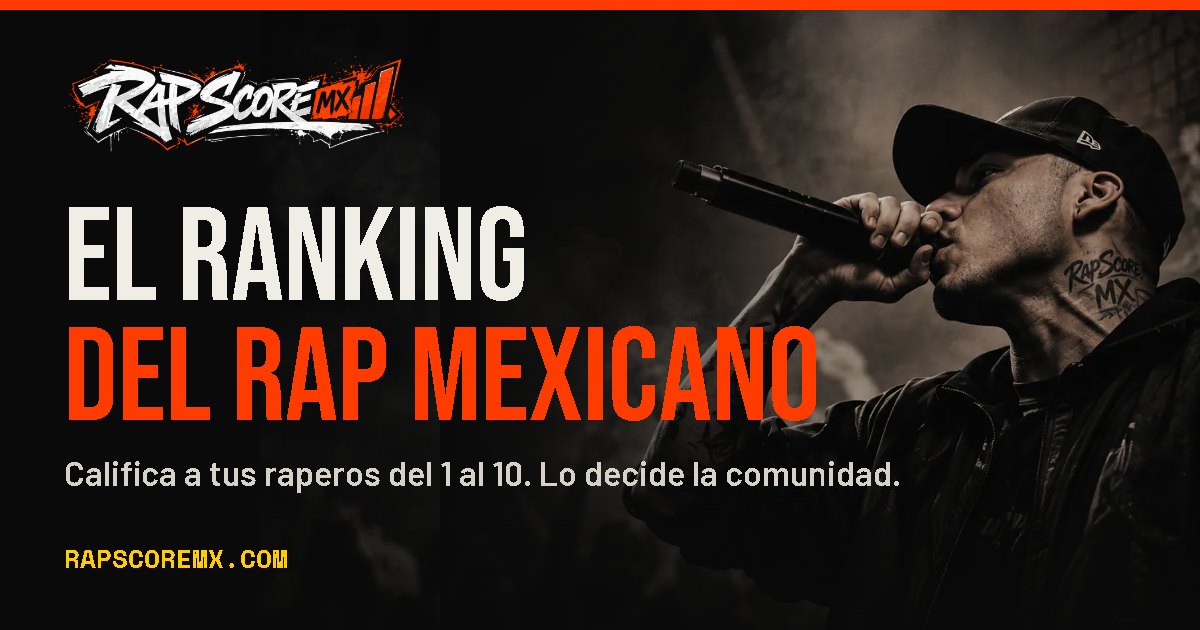 RAPSCORE MX
EL RANKING
DEL RAP MEXICANO
Califica a tus raperos del 1 al 10. Lo decide la comunidad.
RAPSCOREMX.COM
RAPSCORE
MX